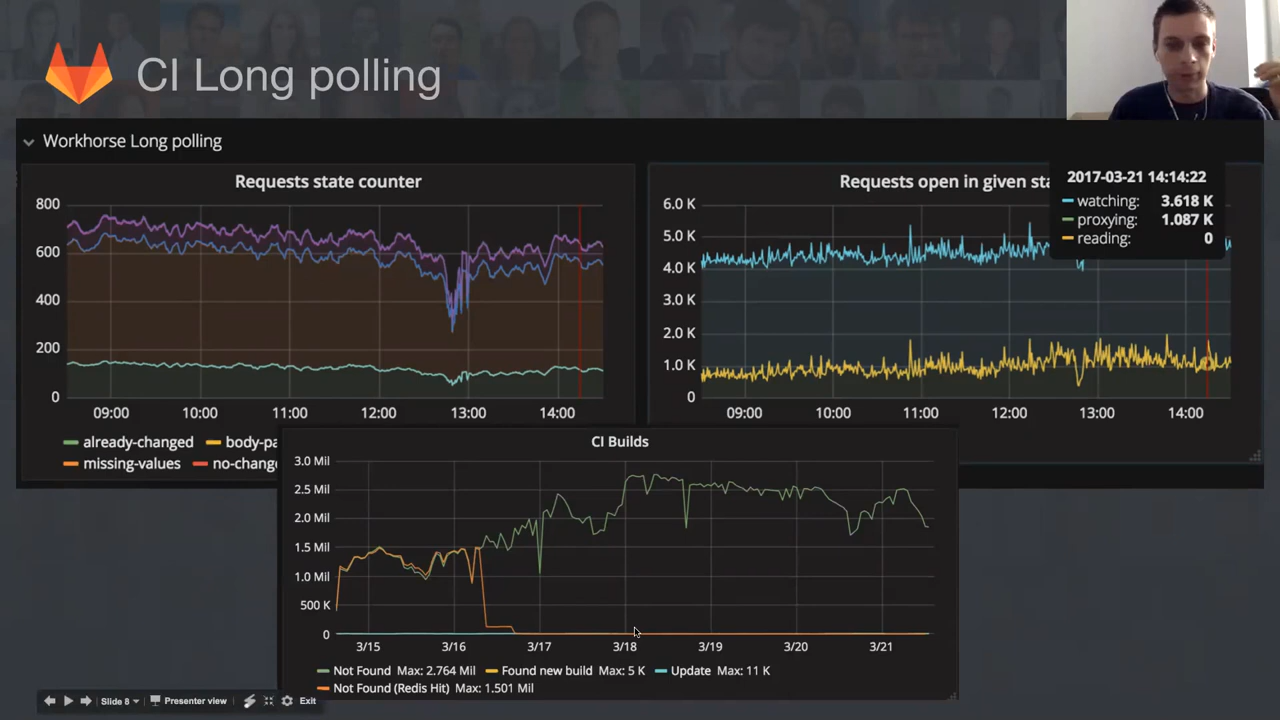 CI Long polling
Workhorse Long polling
Requests state counter
800
600
400
200
0
09:00 10:00 11:00 12:00 13:00 14:00
already-changed body-pa
missing-values no-change
Requests open in given sta
2017-03-21 14:14:22
watching: 3.618 K
proxying: 1.087 K
reading: 0
6.0 K
5.0 K
4.0 K
3.0 K
2.0 K
1.0 K
0
09:00 10:00 11:00 12:00 13:00 14:00
CI Builds
3.0 Mil
2.5 Mil
2.0 Mil
1.5 Mil
1.0 Mil
500 K
0
3/15 3/16 3/17 3/18 3/19 3/20 3/21
Not Found Max: 2.764 Mil Found new build Max: 5 K Update Max: 11 K
Not Found (Redis Hit) Max: 1.501 Mil
Slide 8 Presenter view Exit